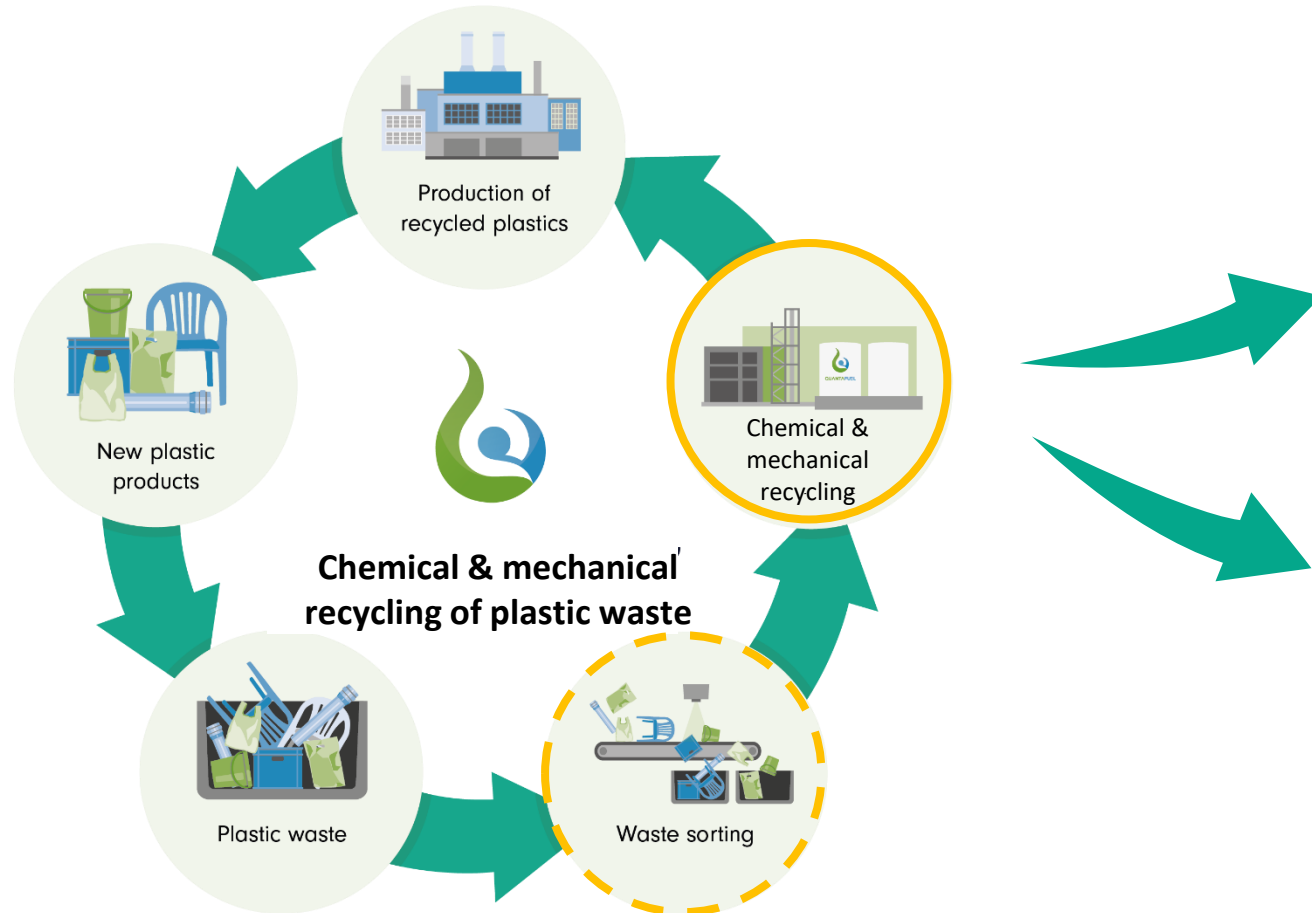 Production of
recycled plastics
New plastic
products
QUANTAFUEL
Chemical &
mechanical
recycling
Chemical & mechanical'
recycling of plastic waste
Plastic waste
Waste sorting